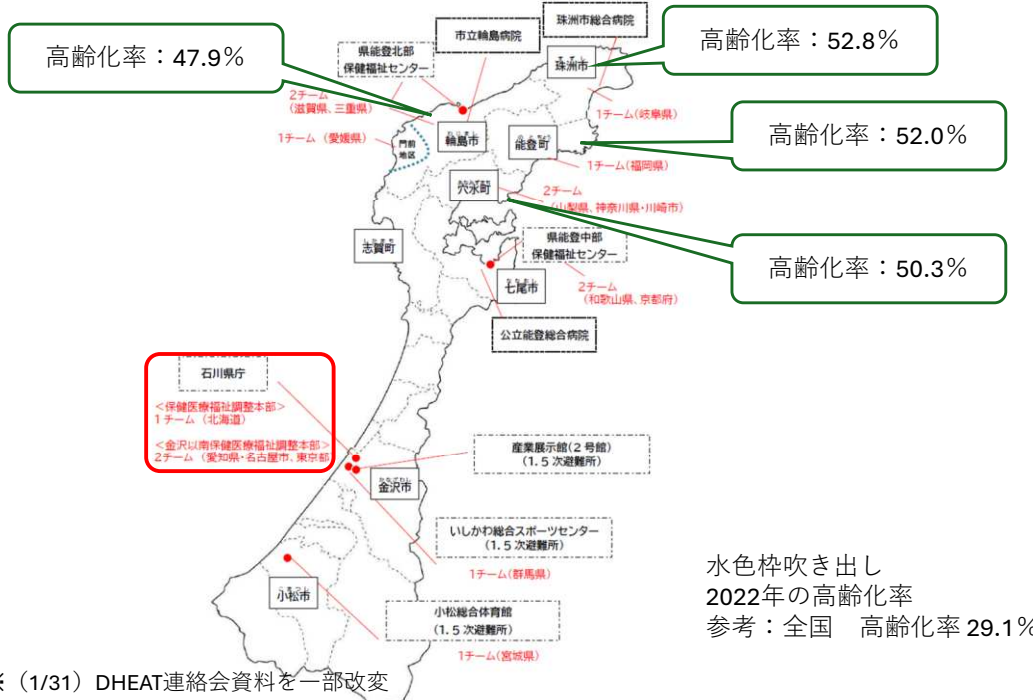 高齢化率：47.9％
県能登北部
保健福祉センター
市立輪島病院
珠洲市総合病院
高齢化率：52.8％
珠洲市
2チーム
(滋賀県、三重県)
1チーム(岐阜県)
1チーム (愛媛県)
門前
地区
わじまし
輪島市
能登町
高齢化率：52.0％
1チーム(福岡県)
穴水町
2チーム
(山梨県、神奈川県・川崎市)
県能登中部
保健福祉センター
志賀町
高齢化率：50.3％
七尾市
2チーム
(和歌山県、京都府)
公立能登総合病院
石川県庁
＜保健医療福祉調整本部＞
1チーム (北海道)
＜金沢以南保健医療福祉調整本部＞
2チーム (愛知県・名古屋市、東京都
産業展示館(2号館)
(1.5次避難所)
かなざわし
金沢市
いしかわ総合スポーツセンター
(1.5次避難所)
1チーム(群馬県)
こまつし
小松市
小松総合体育館
(1.5次避難所)
1チーム(宮城県)
水色枠吹き出し
2022年の高齢化率
参考：全国　高齢化率 29.1％
※（1/31）DHEAT連絡会資料を一部改変